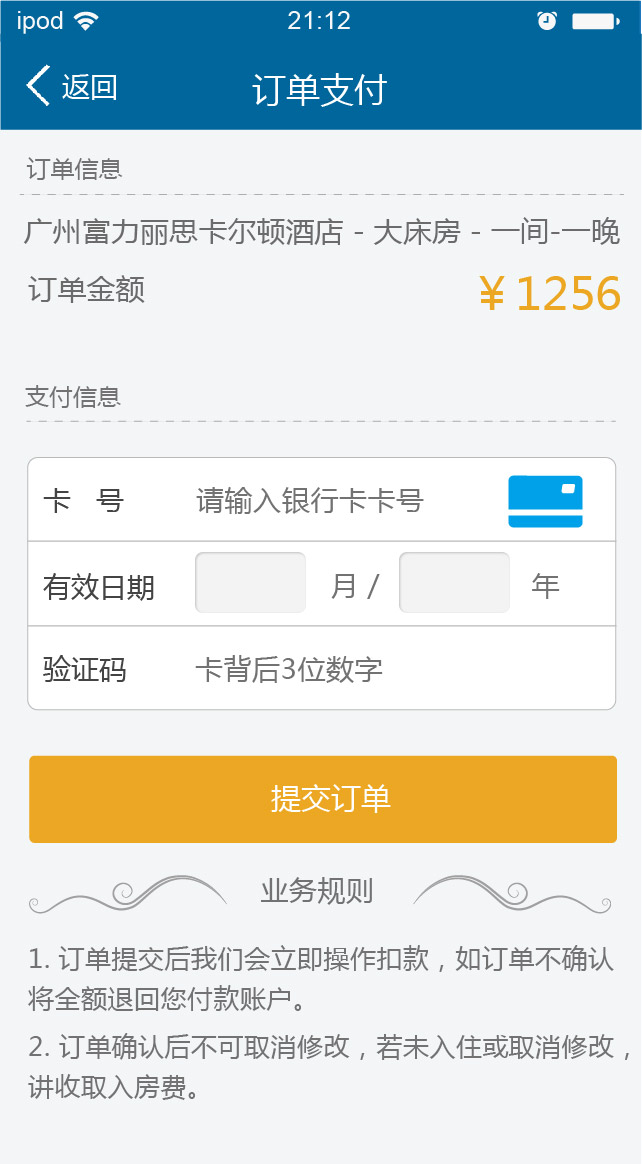 ipod 21:12
返回 订单支付
订单信息
广州富力丽思卡尔顿酒店 - 大床房 - 一间-一晚
订单金额 ¥ 1256
支付信息
卡 号 请输入银行卡卡号
有效日期 月 / 年
验证码 卡背后3位数字
提交订单
业务规则
1. 订单提交后我们会立即操作扣款，如订单不确认
将全额退回您付款账户。
2. 订单确认后不可取消修改，若未入住或取消修改，
讲收取入房费。